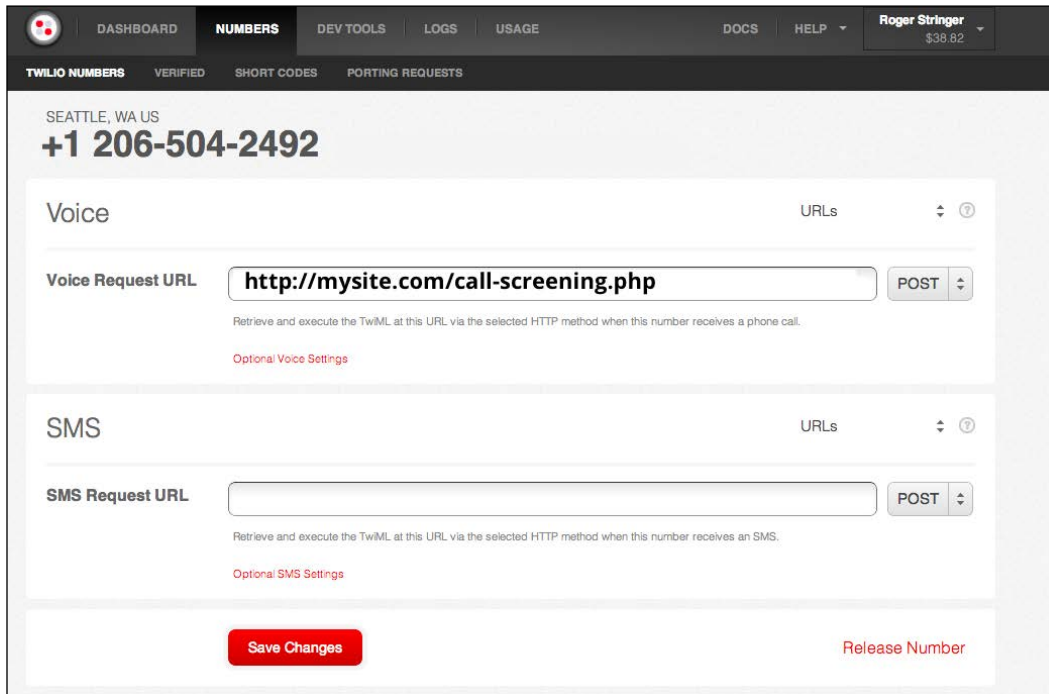 DASHBOARD NUMBERS DEV TOOLS LOGS USAGE DOCS HELP Roger Stringer
$38.82
TWILIO NUMBERS VERIFIED SHORT CODES PORTING REQUESTS
SEATTLE, WA US
+1 206-504-2492
Voice URLs ?
Voice Request URL http://mysite.com/call-screening.php POST
Retrieve and execute the TwiML at this URL via the selected HTTP method when this number receives a phone call.
Optional Voice Settings
SMS URLs ?
SMS Request URL POST
Retrieve and execute the TwiML at this URL via the selected HTTP method when this number receives an SMS.
Optional SMS Settings
Save Changes Release Number